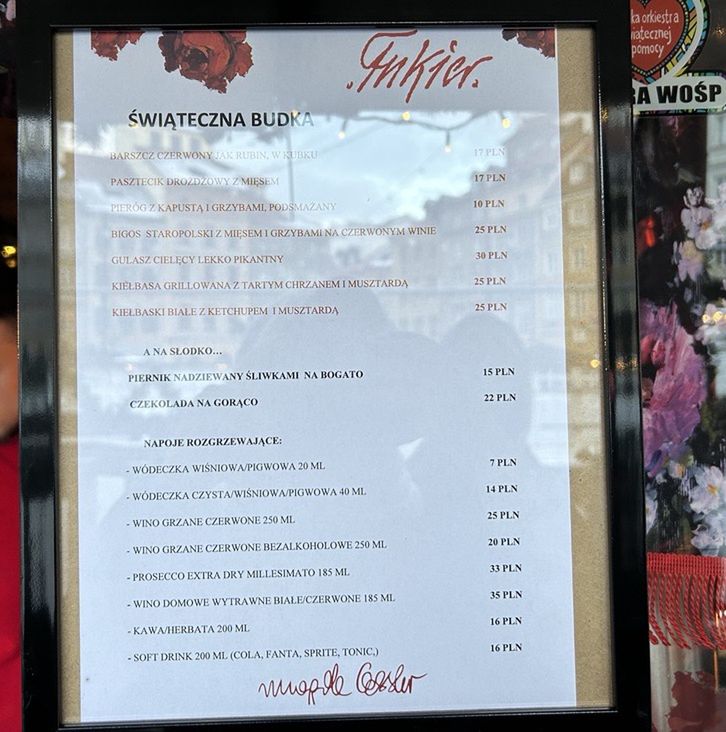 ka orkiestra
iątecznej
pomocy
RA WOŚP
Fukier.
ŚWIĄTECZNA BUDKA
BARSZCZ CZERWONY JAK RUBIN, W KUBKU 17 PLN
PASZTECIK DROŻDŻOWY Z MIĘSEM 17 PLN
PIERÓG Z KAPUSTĄ I GRZYBAMI, PODSMAŻANY 10 PLN
BIGOS STAROPOLSKI Z MIĘSEM I GRZYBAMI NA CZERWONYM WINIE 25 PLN
GULASZ CIELĘCY LEKKO PIKANTNY 30 PLN
KIEŁBASA GRILLOWANA Z TARTYM CHRZANEM I MUSZTARDĄ 25 PLN
KIEŁBASKI BIAŁE Z KETCHUPEM I MUSZTARDĄ 25 PLN
A NA SŁODKO...
PIERNIK NADZIEWANY ŚLIWKAMI NA BOGATO 15 PLN
CZEKOLADA NA GORĄCO 22 PLN
NAPOJE ROZGRZEWAJĄCE:
- WÓDECZKA WIŚNIOWA/PIGWOWA 20 ML 7 PLN
- WÓDECZKA CZYSTA/WIŚNIOWA/PIGWOWA 40 ML 14 PLN
- WINO GRZANE CZERWONE 250 ML 25 PLN
- WINO GRZANE CZERWONE BEZALKOHOLOWE 250 ML 20 PLN
- PROSECCO EXTRA DRY MILLESIMATO 185 ML 33 PLN
- WINO DOMOWE WYTRAWNE BIAŁE/CZERWONE 185 ML 35 PLN
- KAWA/HERBATA 200 ML 16 PLN
- SOFT DRINK 200 ML (COLA, FANTA, SPRITE, TONIC,) 16 PLN